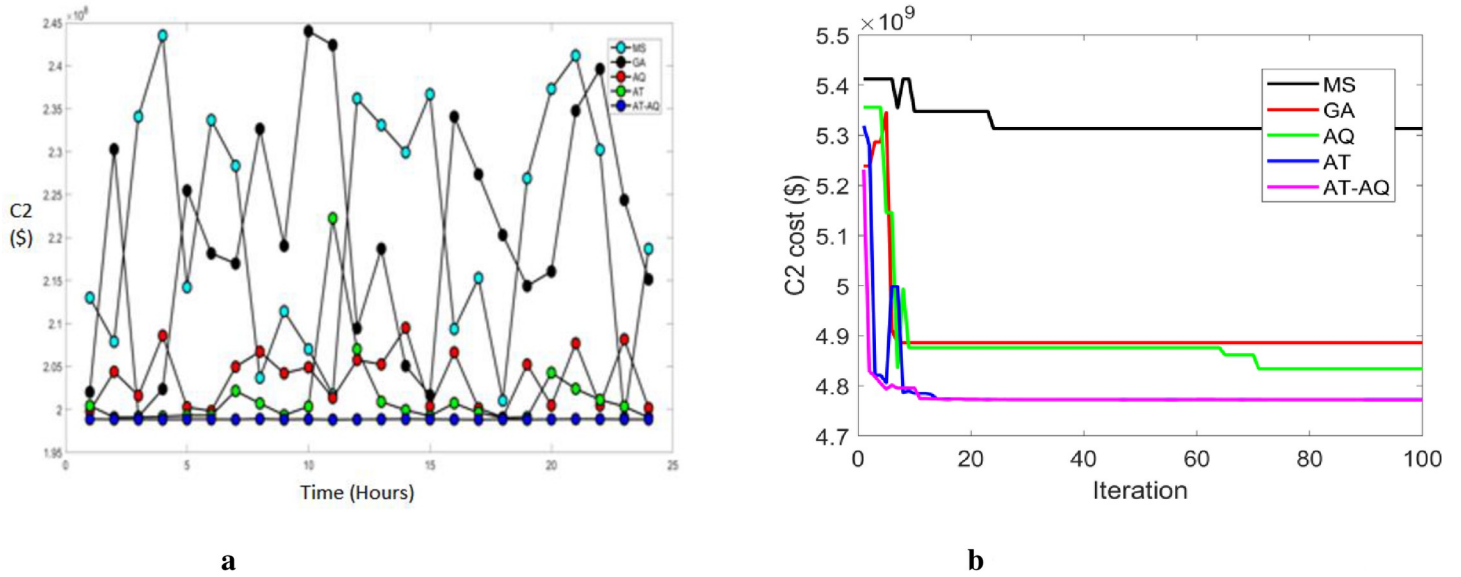 ×10⁸
2.45
2.4
2.35
2.3
2.25
2.2
2.15
2.1
2.05
2
1.95
0 5 10 15 20 25
C2
($)
Time (Hours)
MS
GA
AQ
AT
AT-AQ
a
×10⁹
5.5
5.4
5.3
5.2
5.1
5
4.9
4.8
4.7
0 20 40 60 80 100
C2 cost ($)
Iteration
MS
GA
AQ
AT
AT-AQ
b